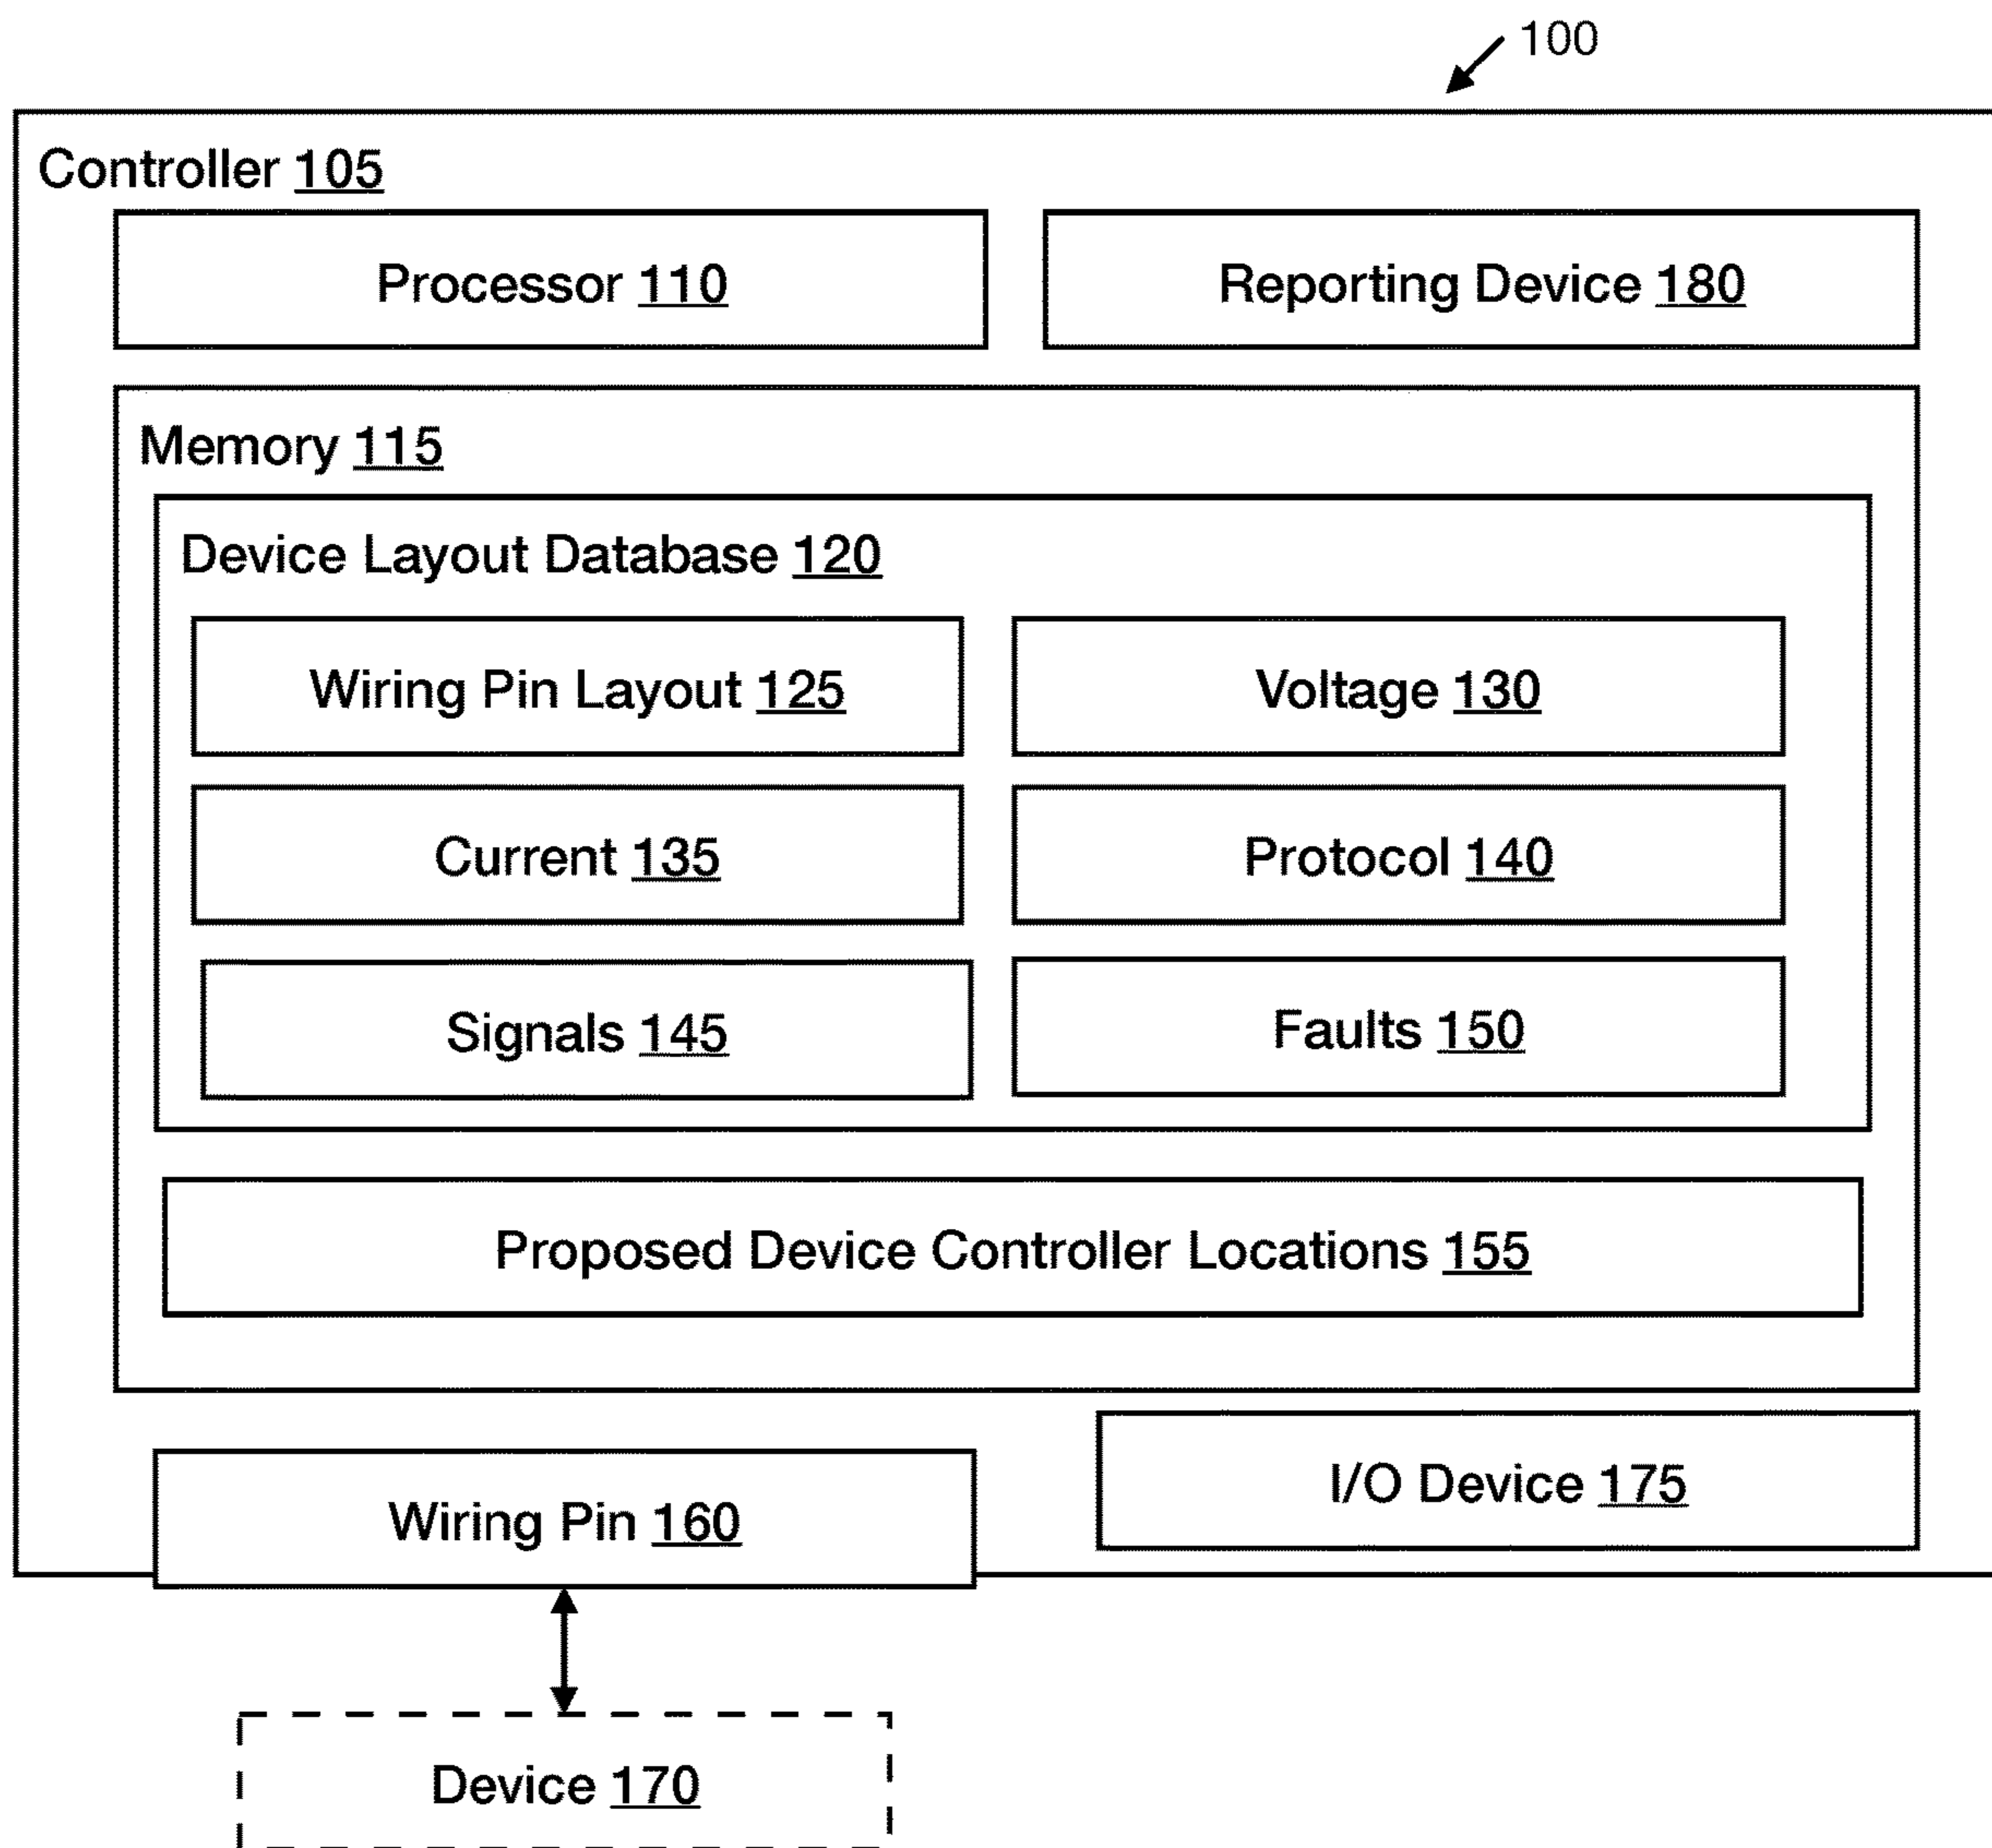 100
Controller 105
Processor 110
Reporting Device 180
Memory 115
Device Layout Database 120
Wiring Pin Layout 125
Voltage 130
Current 135
Protocol 140
Signals 145
Faults 150
Proposed Device Controller Locations 155
Wiring Pin 160
I/O Device 175
Device 170